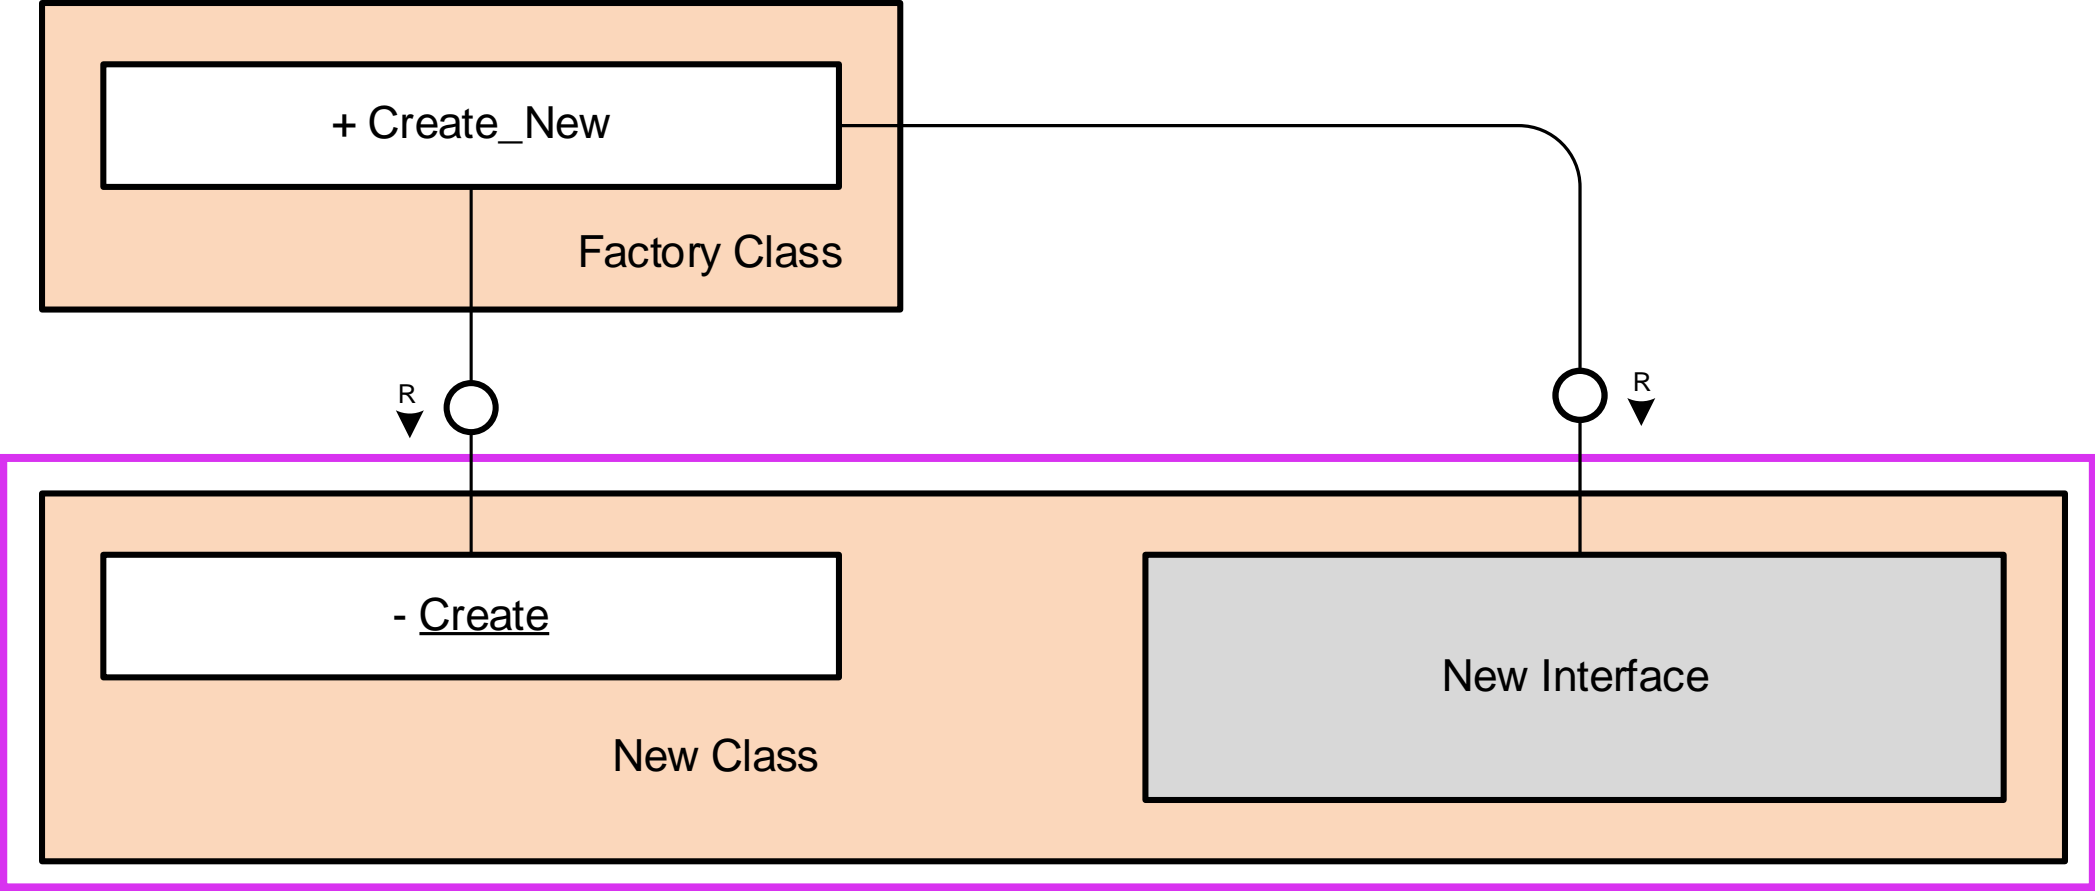 + Create_New
Factory Class
R
R
- Create
New Interface
New Class